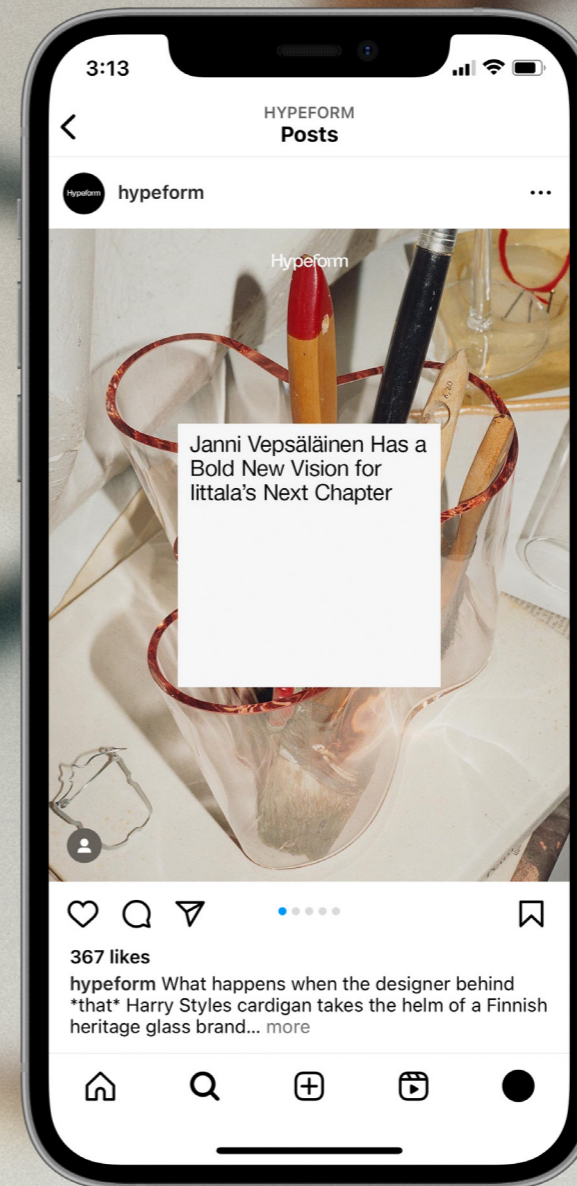 3:13
HYPEFORM
Posts
Hypeform
hypeform
Hypeform
Janni Vepsäläinen Has a
Bold New Vision for
Iittala’s Next Chapter
367 likes
hypeform What happens when the designer behind
*that* Harry Styles cardigan takes the helm of a Finnish
heritage glass brand... more